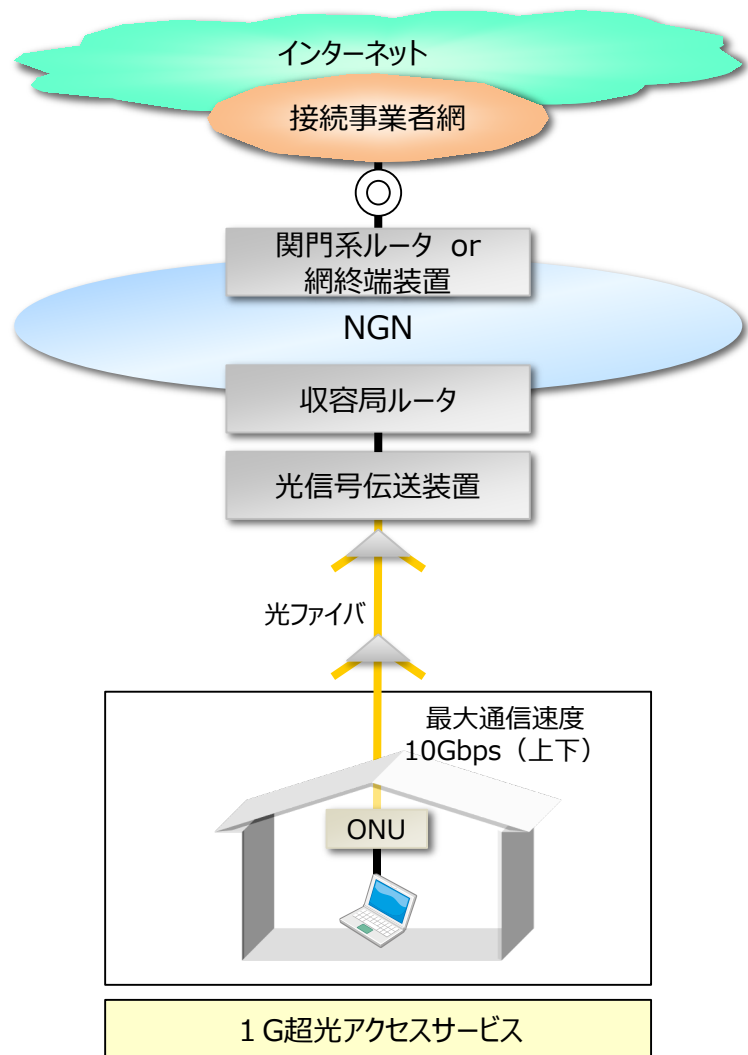 インターネット
接続事業者網
関門系ルータ or
網終端装置
NGN
収容局ルータ
光信号伝送装置
光ファイバ
最大通信速度
10Gbps（上下）
ONU
１G超光アクセスサービス